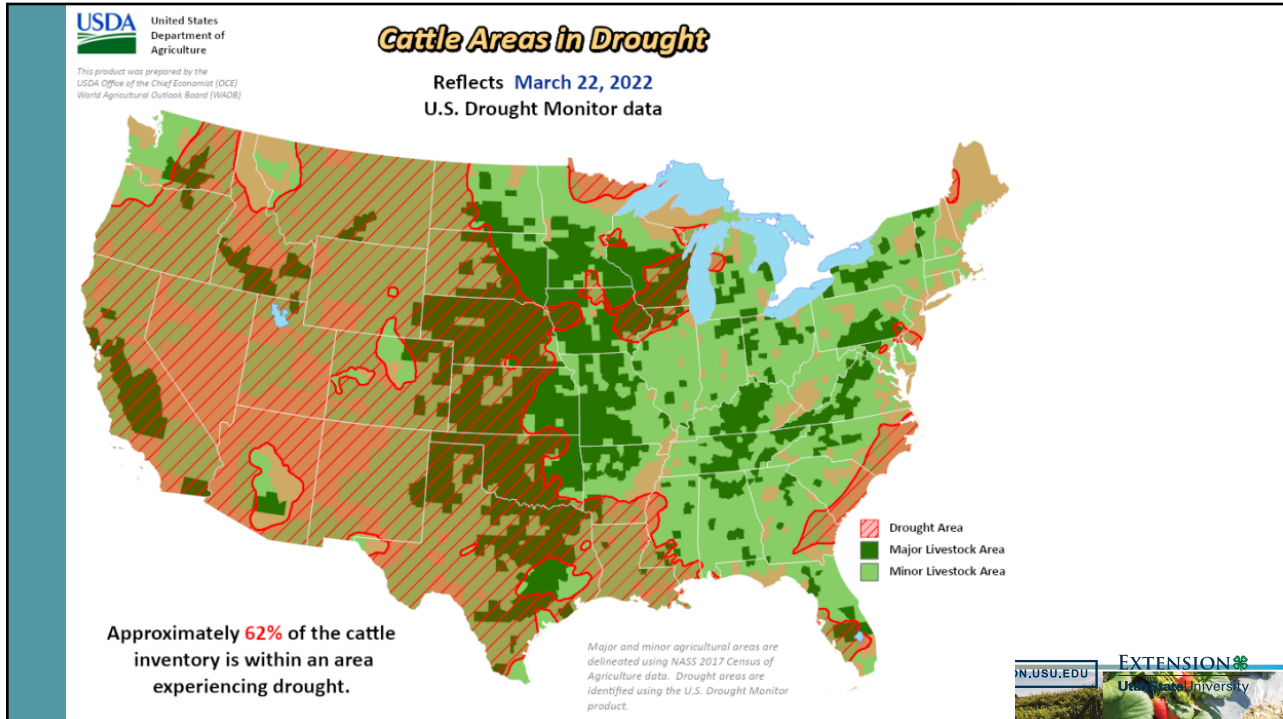 USDA
United States
Department of
Agriculture
This product was prepared by the
USDA Office of the Chief Economist (OCE)
World Agricultural Outlook Board (WAOB)
Cattle Areas in Drought
Reflects March 22, 2022
U.S. Drought Monitor data
Drought Area
Major Livestock Area
Minor Livestock Area
Approximately 62% of the cattle
inventory is within an area
experiencing drought.
Major and minor agricultural areas are
delineated using NASS 2017 Census of
Agriculture data. Drought areas are
identified using the U.S. Drought Monitor
product.
ON.USU.EDU
EXTENSION
UtahStateUniversity